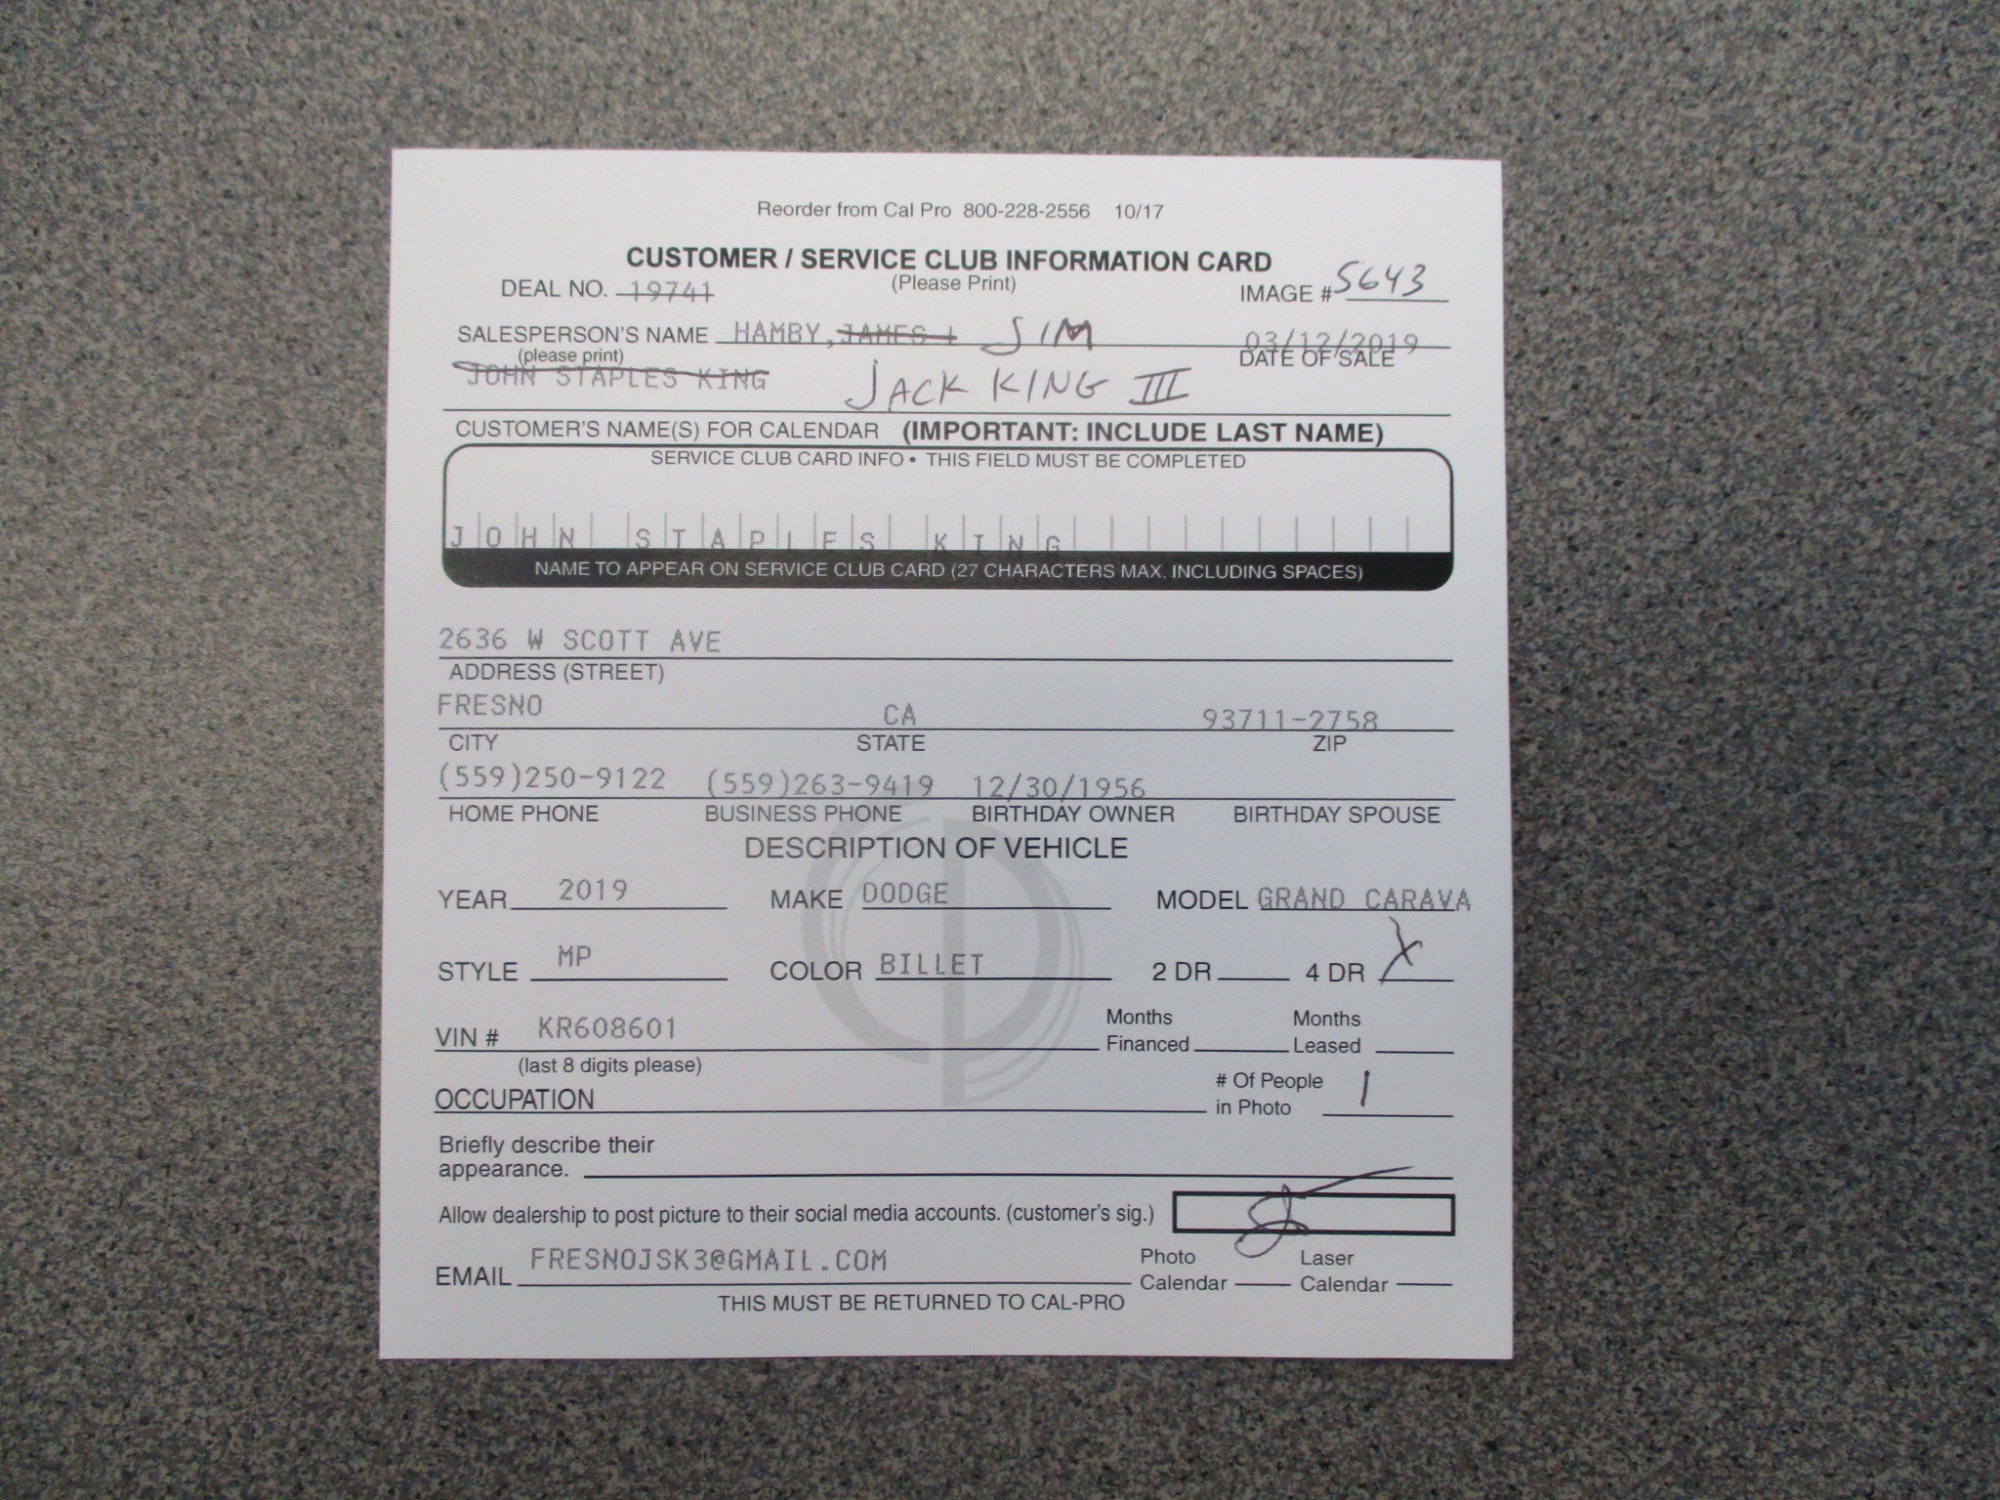 Reorder from Cal Pro 800-228-2556 10/17
CUSTOMER / SERVICE CLUB INFORMATION CARD
(Please Print)
DEAL NO. 19741 IMAGE # 5643
SALESPERSON'S NAME HAMBY, JAMES L JIM 03/12/2019
(please print) DATE OF SALE
JOHN STAPLES KING JACK KING III
CUSTOMER'S NAME(S) FOR CALENDAR (IMPORTANT: INCLUDE LAST NAME)
SERVICE CLUB CARD INFO • THIS FIELD MUST BE COMPLETED
JOHN STAPLES KING
NAME TO APPEAR ON SERVICE CLUB CARD (27 CHARACTERS MAX. INCLUDING SPACES)
2636 W SCOTT AVE
ADDRESS (STREET)
FRESNO CA 93711-2758
CITY STATE ZIP
(559)250-9122 (559)263-9419 12/30/1956
HOME PHONE BUSINESS PHONE BIRTHDAY OWNER BIRTHDAY SPOUSE
DESCRIPTION OF VEHICLE
YEAR 2019 MAKE DODGE MODEL GRAND CARAVA
STYLE MP COLOR BILLET 2 DR 4 DR X
VIN # KR608601 Months Financed Months Leased
(last 8 digits please)
OCCUPATION # Of People in Photo 1
Briefly describe their
appearance.
Allow dealership to post picture to their social media accounts. (customer's sig.)
EMAIL FRESNOJSK3@GMAIL.COM Photo Calendar Laser Calendar
THIS MUST BE RETURNED TO CAL-PRO